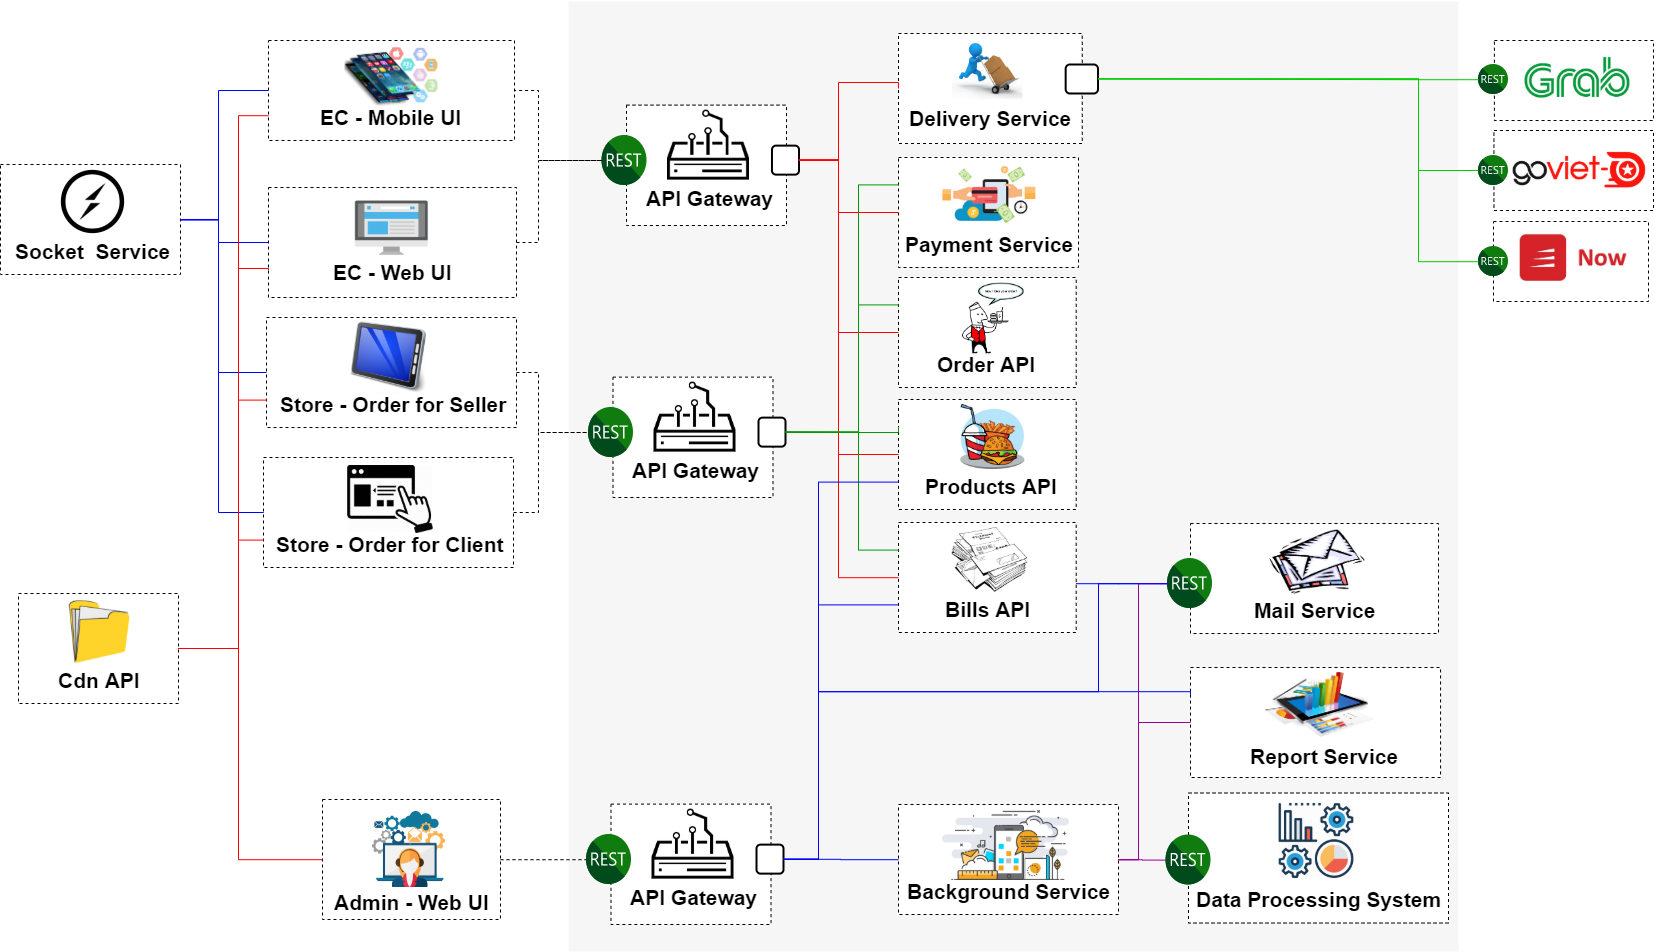 EC - Mobile UI
Socket Service
EC - Web UI
Store - Order for Seller
Store - Order for Client
Cdn API
Admin - Web UI
REST
API Gateway
REST
API Gateway
REST
API Gateway
Delivery Service
Payment Service
Order API
Products API
Bills API
Background Service
REST
Mail Service
Report Service
REST
Data Processing System
REST
Grab
REST
goviet-
REST
Now